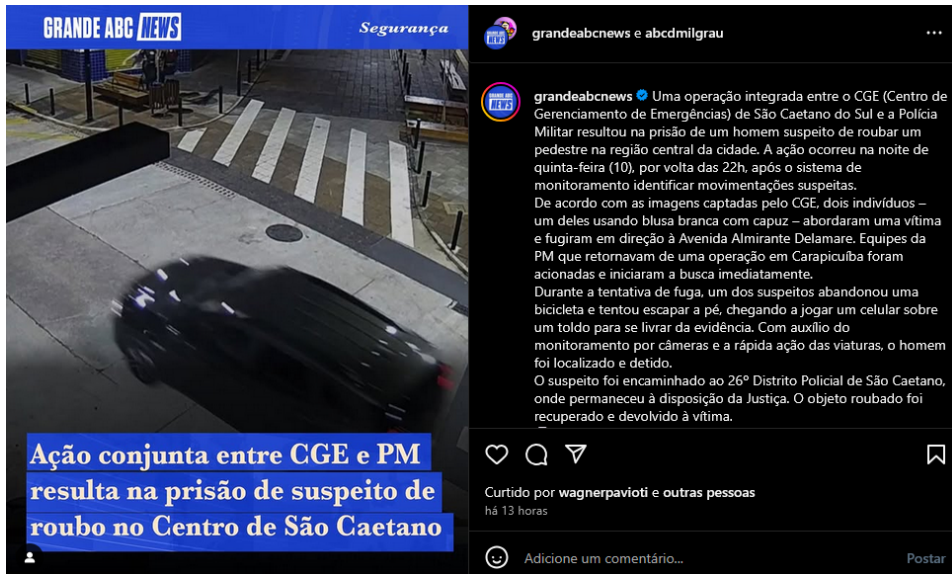 GRANDE ABC NEWS
Segurança
Ação conjunta entre CGE e PM
resulta na prisão de suspeito de
roubo no Centro de São Caetano
grandeabcnews e abcdmilgrau
grandeabcnews Uma operação integrada entre o CGE (Centro de
Gerenciamento de Emergências) de São Caetano do Sul e a Polícia
Militar resultou na prisão de um homem suspeito de roubar um
pedestre na região central da cidade. A ação ocorreu na noite de
quinta-feira (10), por volta das 22h, após o sistema de
monitoramento identificar movimentações suspeitas.
De acordo com as imagens captadas pelo CGE, dois indivíduos –
um deles usando blusa branca com capuz – abordaram uma vítima
e fugiram em direção à Avenida Almirante Delamare. Equipes da
PM que retornavam de uma operação em Carapicuíba foram
acionadas e iniciaram a busca imediatamente.
Durante a tentativa de fuga, um dos suspeitos abandonou uma
bicicleta e tentou escapar a pé, chegando a jogar um celular sobre
um toldo para se livrar da evidência. Com auxílio do
monitoramento por câmeras e a rápida ação das viaturas, o homem
foi localizado e detido.
O suspeito foi encaminhado ao 26º Distrito Policial de São Caetano,
onde permaneceu à disposição da Justiça. O objeto roubado foi
recuperado e devolvido à vítima.
Curtido por wagnerpavioti e outras pessoas
há 13 horas
Adicione um comentário...
Postar